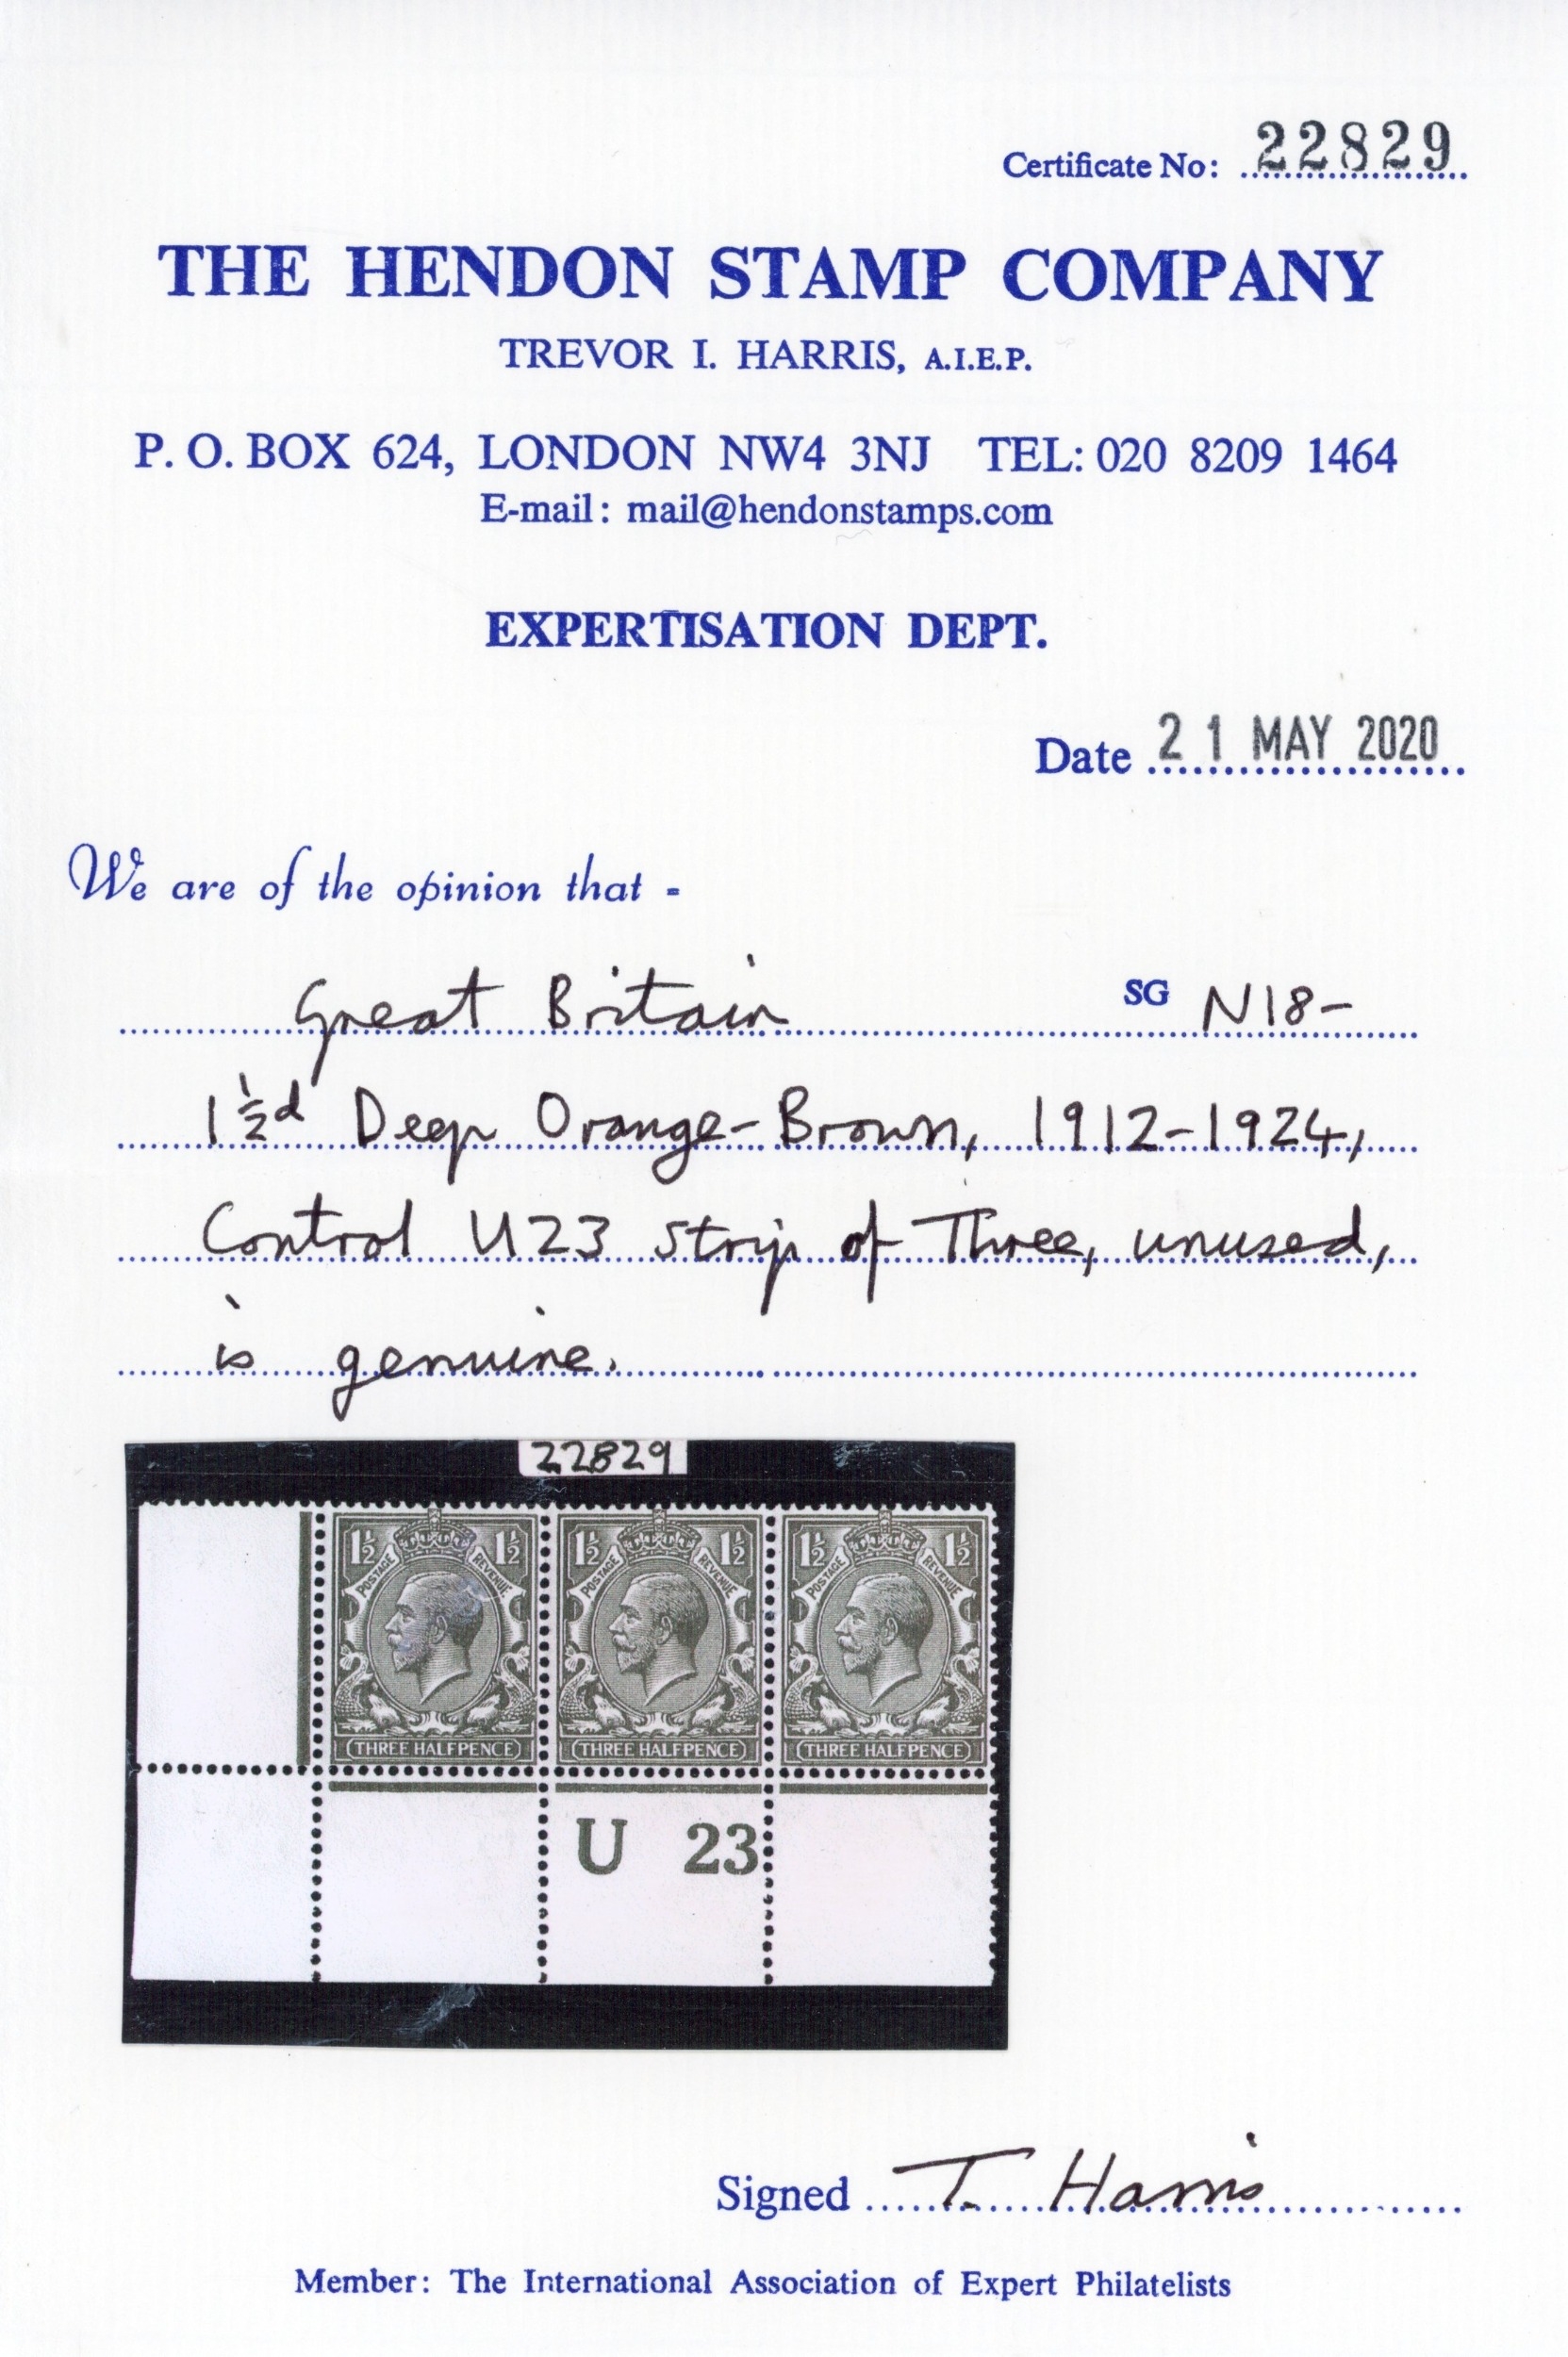 Certificate No: 22829
THE HENDON STAMP COMPANY
TREVOR I. HARRIS, A.I.E.P.
P. O. BOX 624, LONDON NW4 3NJ TEL: 020 8209 1464
E-mail: mail@hendonstamps.com
EXPERTISATION DEPT.
Date 21 MAY 2020
We are of the opinion that -
Great Britain SG N18-
1½d Deep Orange-Brown, 1912-1924,
Control U23 Strip of Three, unused,
is genuine.
22829
1½ 1½ 1½ 1½ 1½ 1½
POSTAGE REVENUE POSTAGE REVENUE POSTAGE REVENUE
THREE HALFPENCE THREE HALFPENCE THREE HALFPENCE
U 23
Signed T. Harris
Member: The International Association of Expert Philatelists